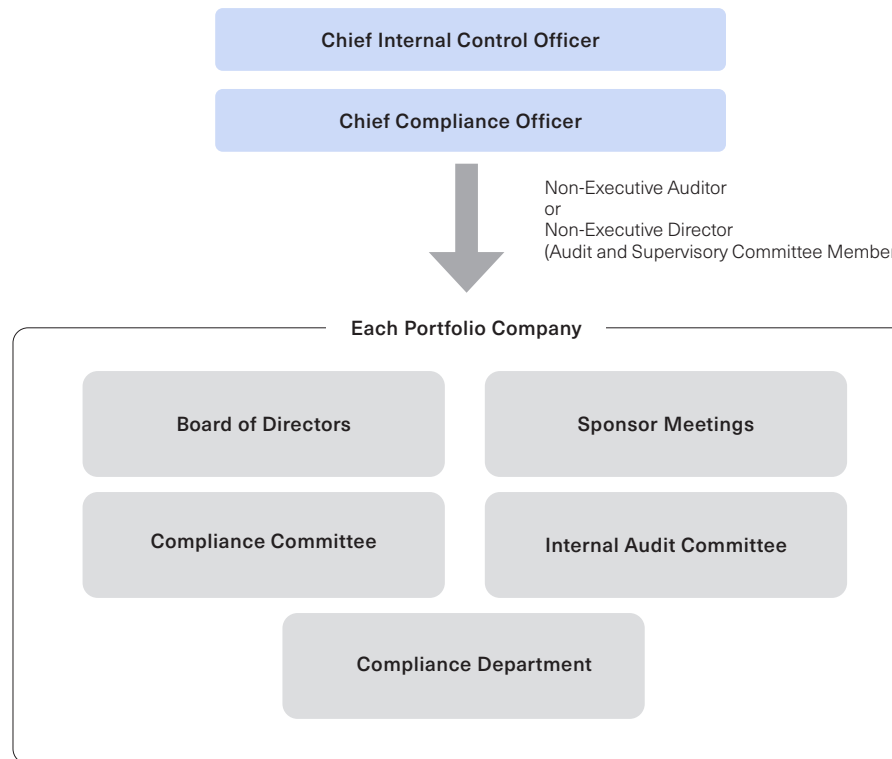 Chief Internal Control Officer
Chief Compliance Officer
Non-Executive Auditor
or
Non-Executive Director
(Audit and Supervisory Committee Member
Each Portfolio Company
Board of Directors
Sponsor Meetings
Compliance Committee
Internal Audit Committee
Compliance Department